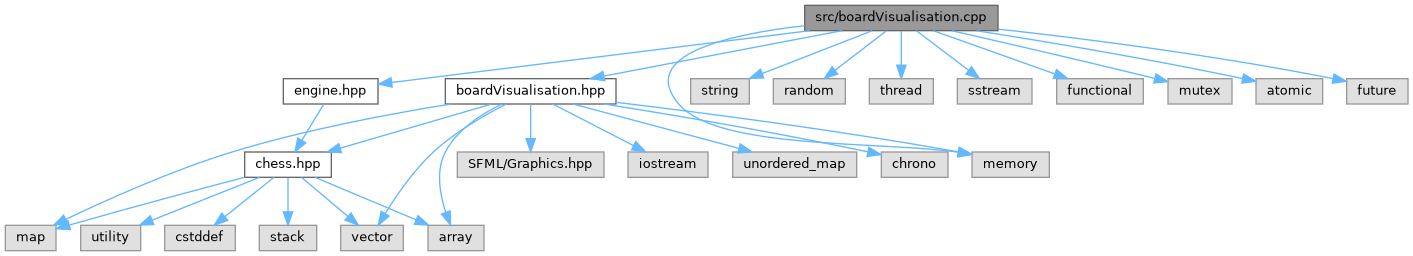 src/boardVisualisation.cpp
engine.hpp
boardVisualisation.hpp
string
random
thread
sstream
functional
mutex
atomic
future
chess.hpp
SFML/Graphics.hpp
iostream
unordered_map
chrono
memory
map
utility
cstddef
stack
vector
array